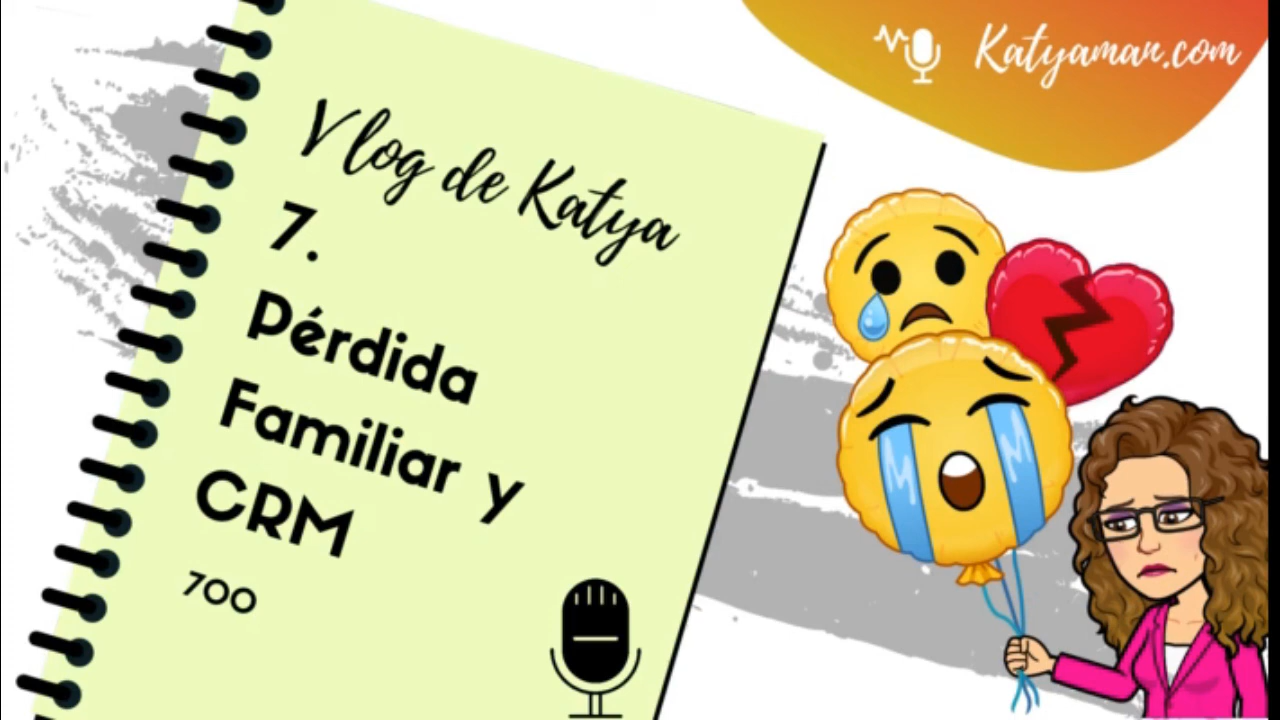 Katyaman.com
Vlog de Katya
7.
Pérdida
Familiar y
CRM
700